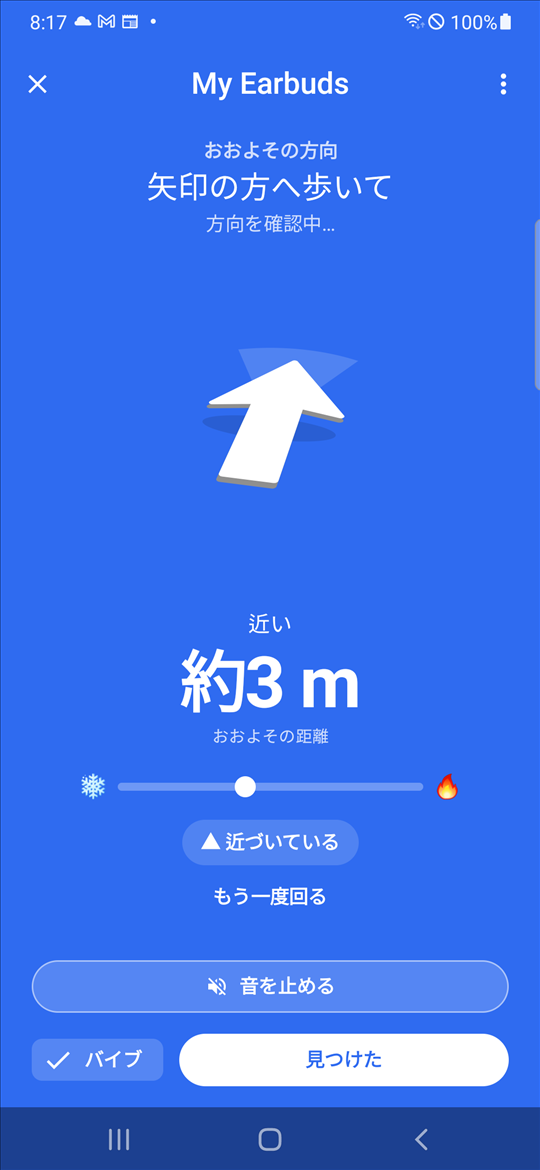 8:17
100%
My Earbuds
おおよその方向
矢印の方へ歩いて
方向を確認中...
近い
約3 m
おおよその距離
▲ 近づいている
もう一度回る
音を止める
バイブ
見つけた